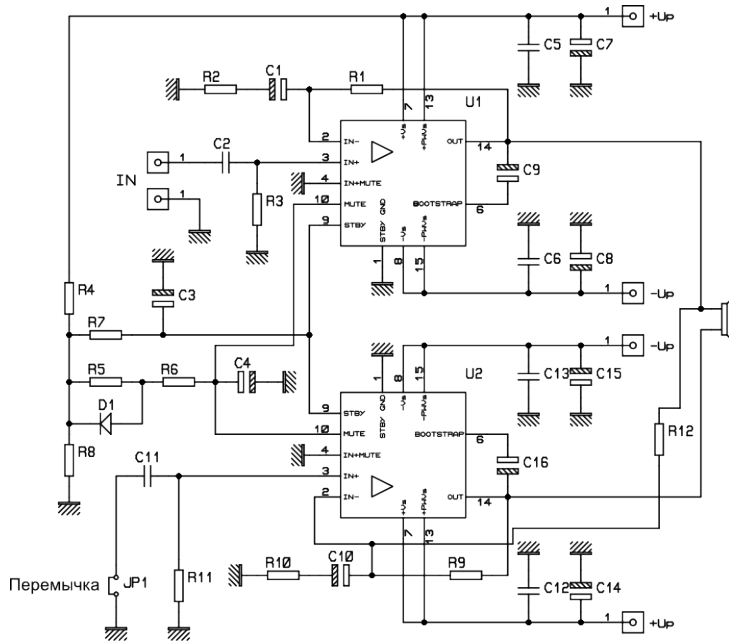 1 +Up
C5 C7
R2 C1 R1
7 13 U1
+Vs +PWVs
2 IN- OUT 14
IN 1 C2 3 IN+
4 IN+MUTE C9
1 10 MUTE BOOTSTRAP 6
R3 9 STBY
STBY GND -Vs -PWVs
1 8 15
C6 C8
R4 C3 1 -Up
R7
R5 R6 C4
1 -Up
1 8 15 U2 C13 C15
D1 STBY GND -Vs -PWVs
9 STBY
10 MUTE BOOTSTRAP 6 R12
R8 4 IN+MUTE C16
C11 3 IN+
2 IN- OUT 14
+Vs +PWVs
7 13
R10 C10 R9
Перемычка JP1 R11 C12 C14
1 +Up